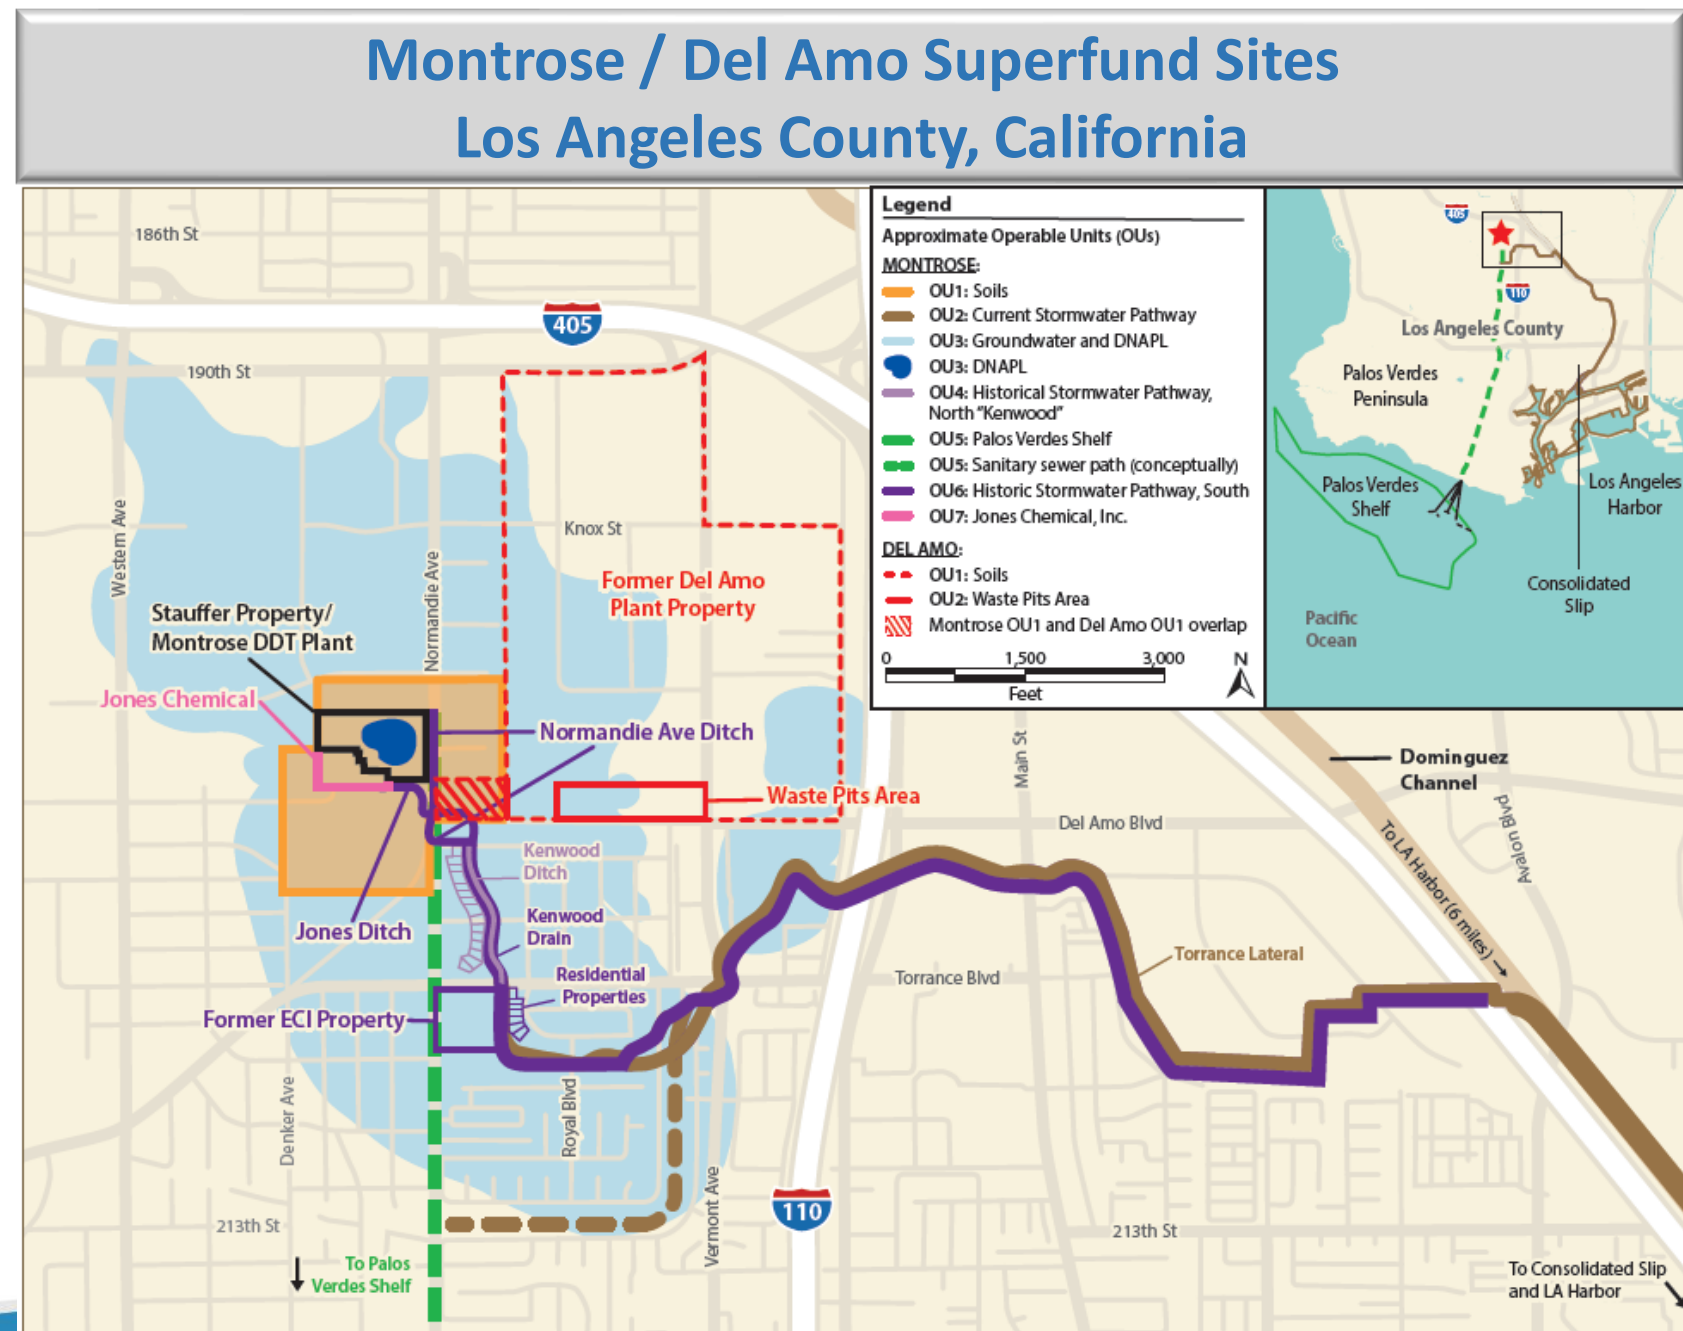 Montrose / Del Amo Superfund Sites
Los Angeles County, California
Legend
Approximate Operable Units (OUs)
MONTROSE:
OU1: Soils
OU2: Current Stormwater Pathway
OU3: Groundwater and DNAPL
OU3: DNAPL
OU4: Historical Stormwater Pathway,
North “Kenwood”
OU5: Palos Verdes Shelf
OU5: Sanitary sewer path (conceptually)
OU6: Historic Stormwater Pathway, South
OU7: Jones Chemical, Inc.
DEL AMO:
OU1: Soils
OU2: Waste Pits Area
Montrose OU1 and Del Amo OU1 overlap
0 1,500 3,000
Feet
N
405
110
Los Angeles County
Palos Verdes
Peninsula
Palos Verdes
Shelf
Los Angeles
Harbor
Consolidated
Slip
Pacific
Ocean
186th St
405
190th St
Western Ave
Normandie Ave
Knox St
Former Del Amo
Plant Property
Stauffer Property/
Montrose DDT Plant
Jones Chemical
Normandie Ave Ditch
Waste Pits Area
Main St
Dominguez
Channel
Avalon Blvd
Del Amo Blvd
To LA Harbor (6 miles)
Kenwood
Ditch
Kenwood
Drain
Jones Ditch
Torrance Lateral
Torrance Blvd
Residential
Properties
Former ECI Property
Denker Ave
Royal Blvd
Vermont Ave
110
213th St
213th St
To Palos
Verdes Shelf
To Consolidated Slip
and LA Harbor